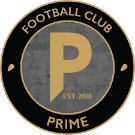 FOOTBALL CLUB
P
EST 2018
PRIME